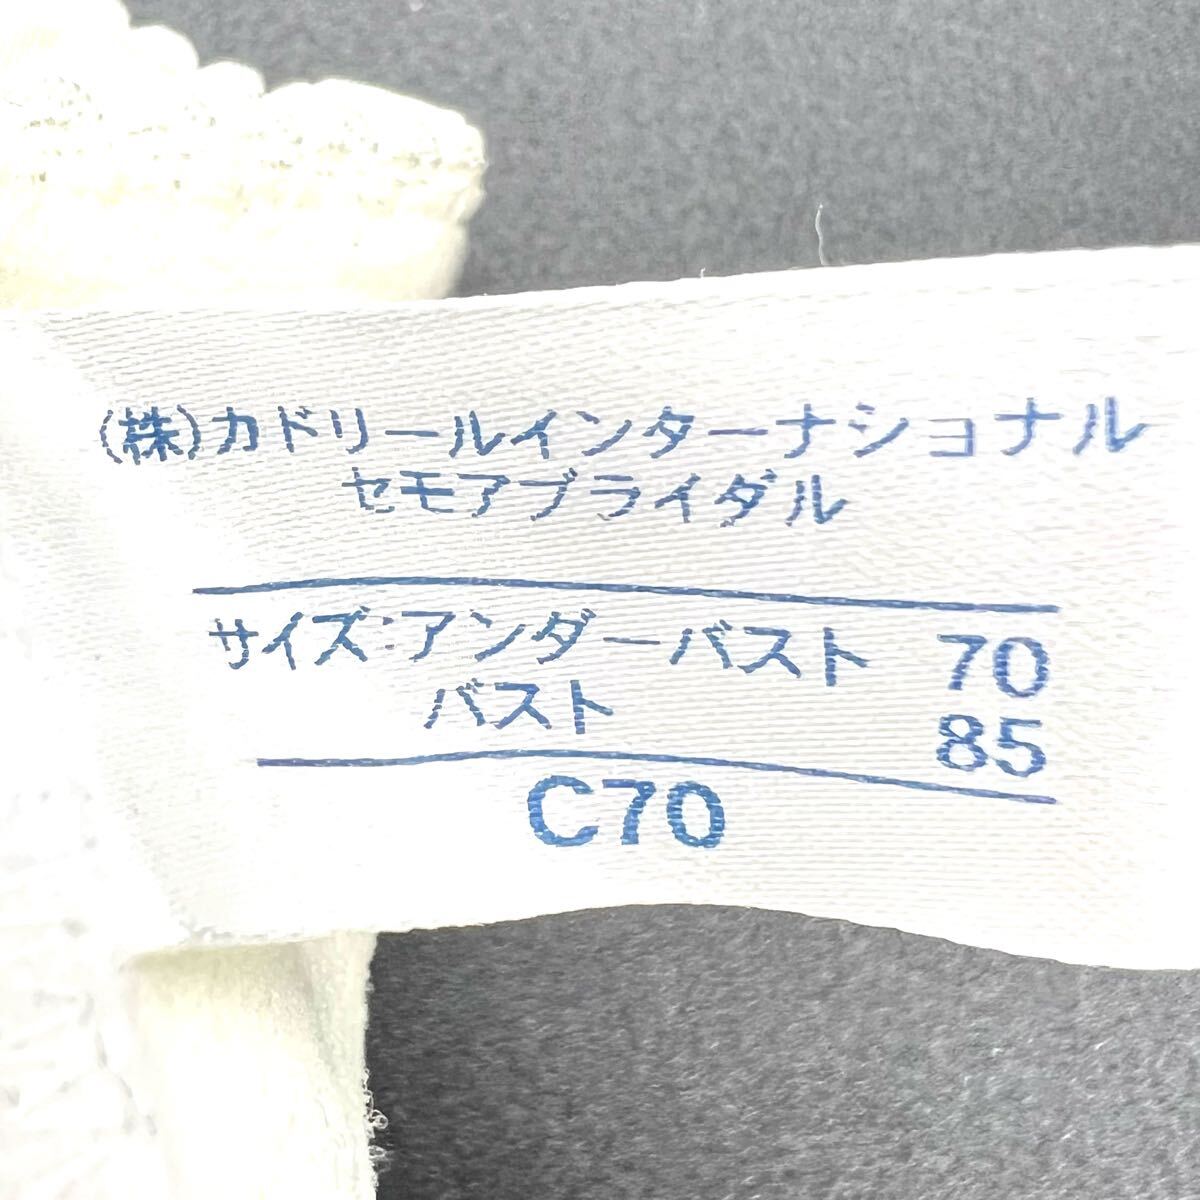 (株)カドリールインターナショナル
セモアブライダル
サイズ:アンダーバスト 70
バスト 85
C70